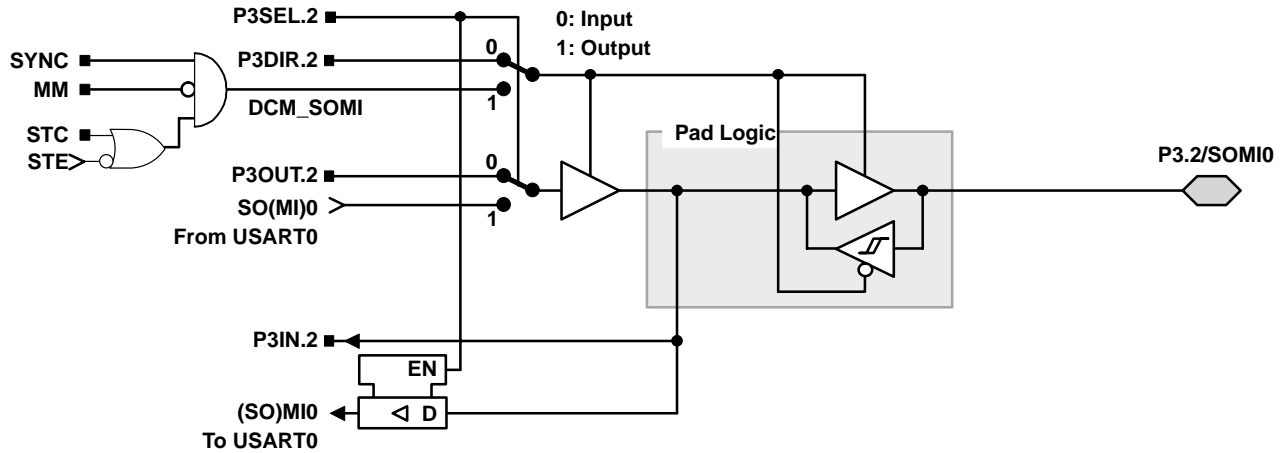 P3SEL.2
0: Input
1: Output
SYNC
P3DIR.2
0
MM
1
DCM_SOMI
STC
STE
Pad Logic
P3.2/SOMI0
0
P3OUT.2
SO(MI)0
1
From USART0
P3IN.2
EN
(SO)MI0
D
To USART0